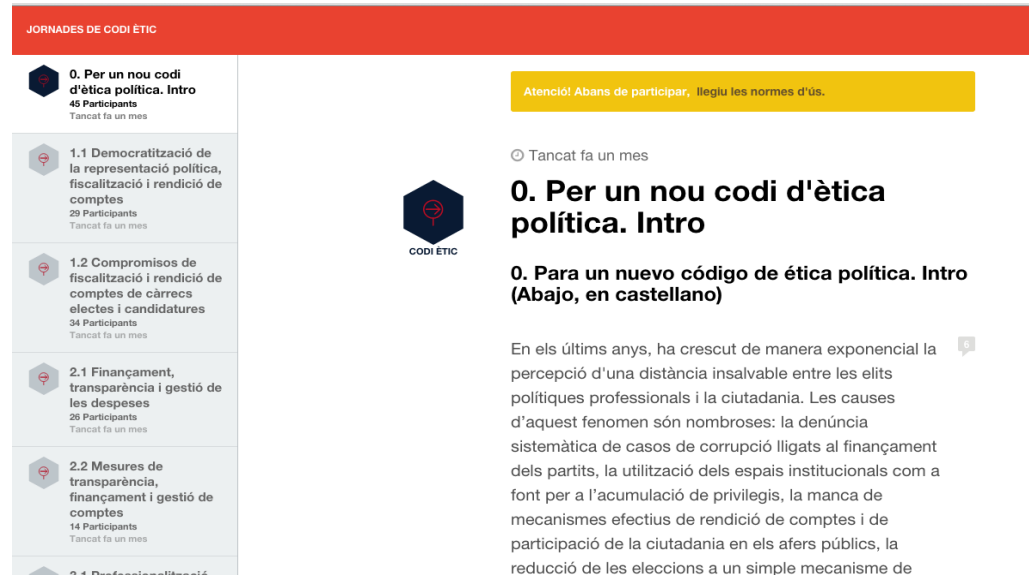 JORNADES DE CODI ÈTIC
0. Per un nou codi
d'ètica política. Intro
45 Participants
Tancat fa un mes
1.1 Democratització de
la representació política,
fiscalització i rendició de
comptes
29 Participants
Tancat fa un mes
1.2 Compromisos de
fiscalització i rendició de
comptes de càrrecs
electes i candidatures
34 Participants
Tancat fa un mes
2.1 Finançament,
transparència i gestió de
les despeses
26 Participants
Tancat fa un mes
2.2 Mesures de
transparència,
finançament i gestió de
comptes
14 Participants
Tancat fa un mes
3.1 Professionalització
Atenció! Abans de participar, llegiu les normes d'ús.
Tancat fa un mes
CODI ÈTIC
0. Per un nou codi d'ètica
política. Intro
0. Para un nuevo código de ética política. Intro
(Abajo, en castellano)
6
En els últims anys, ha crescut de manera exponencial la
percepció d'una distància insalvable entre les elits
polítiques professionals i la ciutadania. Les causes
d’aquest fenomen són nombroses: la denúncia
sistemàtica de casos de corrupció lligats al finançament
dels partits, la utilització dels espais institucionals com a
font per a l’acumulació de privilegis, la manca de
mecanismes efectius de rendició de comptes i de
participació de la ciutadania en els afers públics, la
reducció de les eleccions a un simple mecanisme de